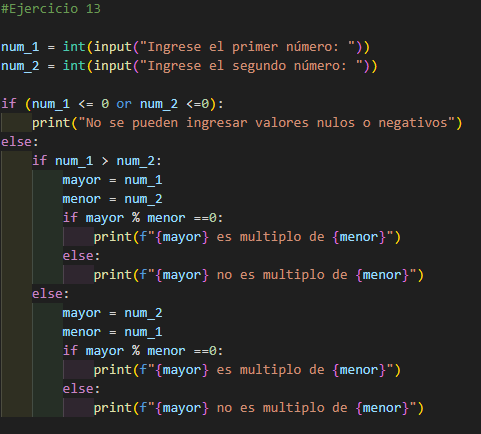 #Ejercicio 13

num_1 = int(input("Ingrese el primer número: "))
num_2 = int(input("Ingrese el segundo número: "))

if (num_1 <= 0 or num_2 <=0):
    print("No se pueden ingresar valores nulos o negativos")
else:
    if num_1 > num_2:
        mayor = num_1
        menor = num_2
        if mayor % menor ==0:
            print(f"{mayor} es multiplo de {menor}")
        else:
            print(f"{mayor} no es multiplo de {menor}")
    else:
        mayor = num_2
        menor = num_1
        if mayor % menor ==0:
            print(f"{mayor} es multiplo de {menor}")
        else:
            print(f"{mayor} no es multiplo de {menor}")